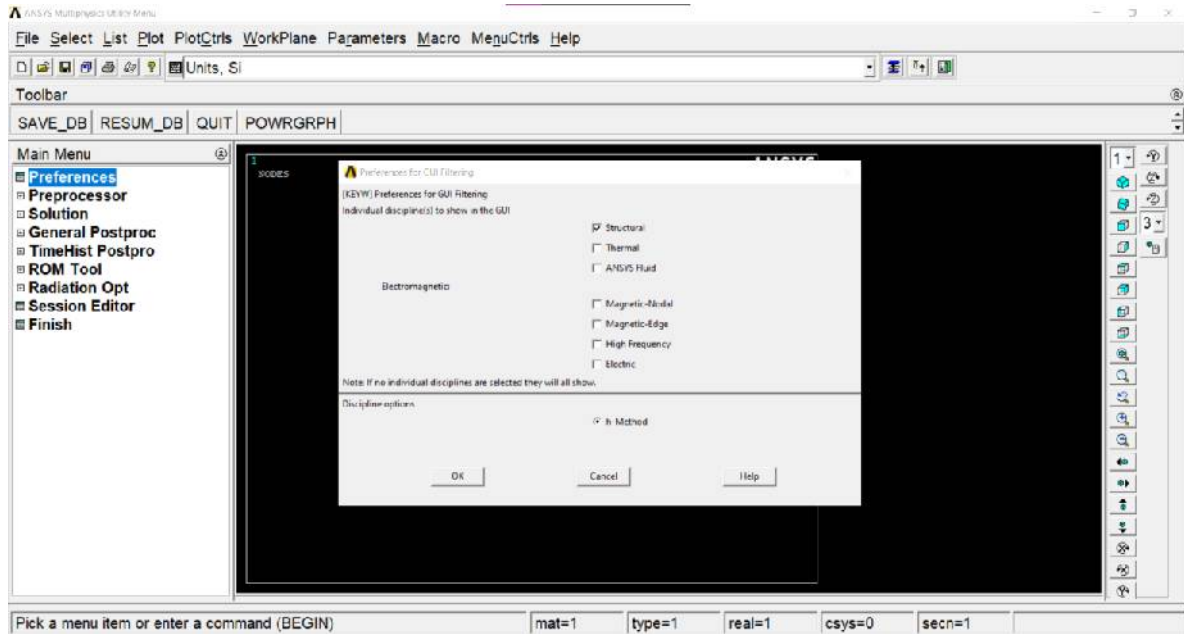 ANSYS Multiphysics Utility Menu
File Select List Plot PlotCtrls WorkPlane Parameters Macro MenuCtrls Help
Units, Si
Toolbar
SAVE_DB RESUM_DB QUIT POWRGRPH
Main Menu
Preferences
Preprocessor
Solution
General Postproc
TimeHist Postpro
ROM Tool
Radiation Opt
Session Editor
Finish
1
NODES
ANSYS
Preferences for GUI Filtering
[KEYW] Preferences for GUI Filtering
Individual discipline(s) to show in the GUI
Structural
Thermal
ANSYS Fluid
Electromagnetic:
Magnetic-Nodal
Magnetic-Edge
High Frequency
Electric
Note: If no individual disciplines are selected they will all show.
Discipline options
h-Method
OK Cancel Help
1
3
Pick a menu item or enter a command (BEGIN) mat=1 type=1 real=1 csys=0 secn=1